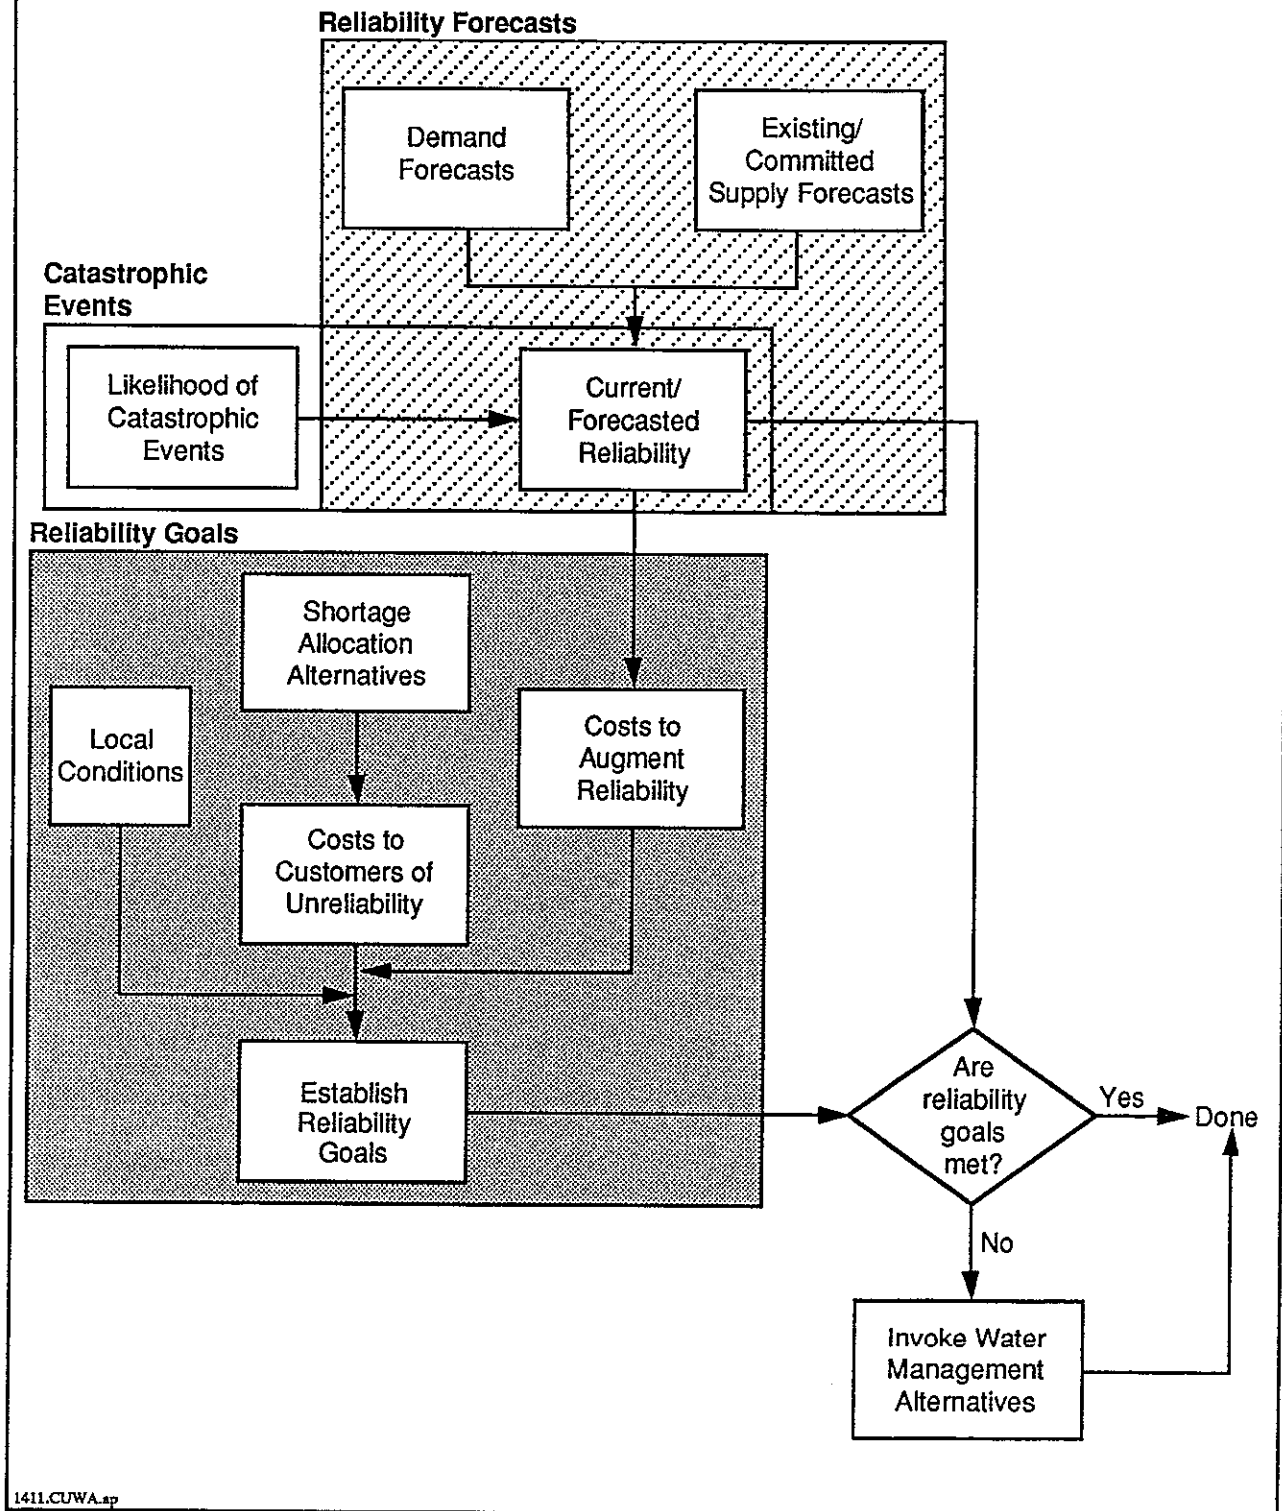 Reliability Forecasts
Demand
Forecasts
Existing/
Committed
Supply Forecasts
Catastrophic
Events
Likelihood of
Catastrophic
Events
Current/
Forecasted
Reliability
Reliability Goals
Shortage
Allocation
Alternatives
Local
Conditions
Costs to
Augment
Reliability
Costs to
Customers of
Unreliability
Establish
Reliability
Goals
Are
reliability
goals
met?
Yes
Done
No
Invoke Water
Management
Alternatives
1411.CUWA.ap